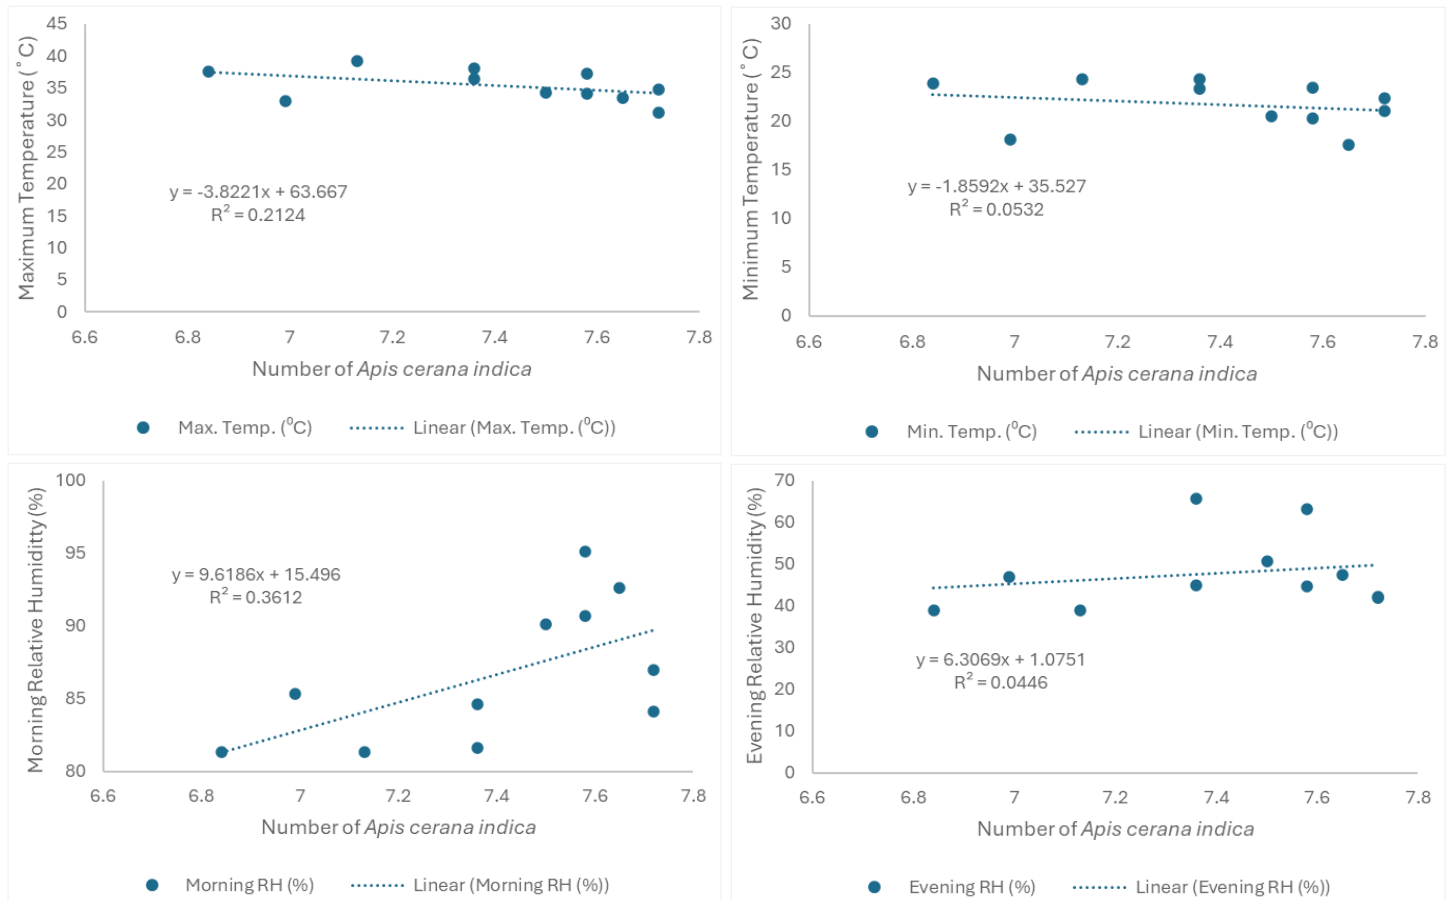 45
40
35
30
25
20
15
10
5
0
Maximum Temperature (˚C)
y = -3.8221x + 63.667
R² = 0.2124
6.6 6.8 7 7.2 7.4 7.6 7.8
Number of Apis cerana indica
Max. Temp. (⁰C) Linear (Max. Temp. (⁰C))
30
25
20
15
10
5
0
Minimum Temperature (˚C)
y = -1.8592x + 35.527
R² = 0.0532
6.6 6.8 7 7.2 7.4 7.6 7.8
Number of Apis cerana indica
Min. Temp. (⁰C) Linear (Min. Temp. (⁰C))
100
95
90
85
80
Morning Relative Humiditty (%)
y = 9.6186x + 15.496
R² = 0.3612
6.6 6.8 7 7.2 7.4 7.6 7.8
Number of Apis cerana indica
Morning RH (%) Linear (Morning RH (%))
70
60
50
40
30
20
10
0
Evening Relative Humidity (%)
y = 6.3069x + 1.0751
R² = 0.0446
6.6 6.8 7 7.2 7.4 7.6 7.8
Number of Apis cerana indica
Evening RH (%) Linear (Evening RH (%))